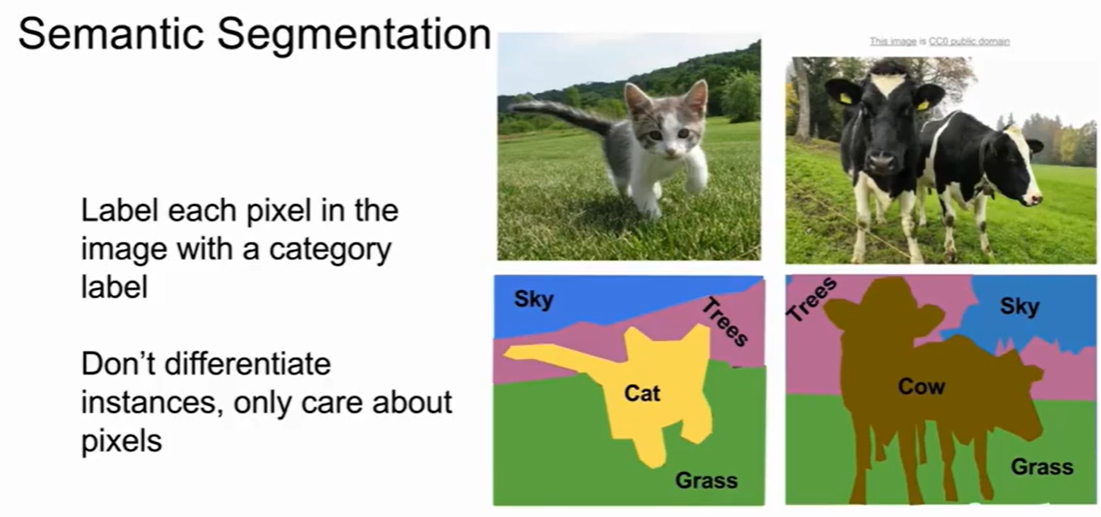 Semantic Segmentation
This image is CC0 public domain
Label each pixel in the
image with a category
label
Don't differentiate
instances, only care about
pixels
Sky
Trees
Cat
Grass
Trees
Sky
Cow
Grass